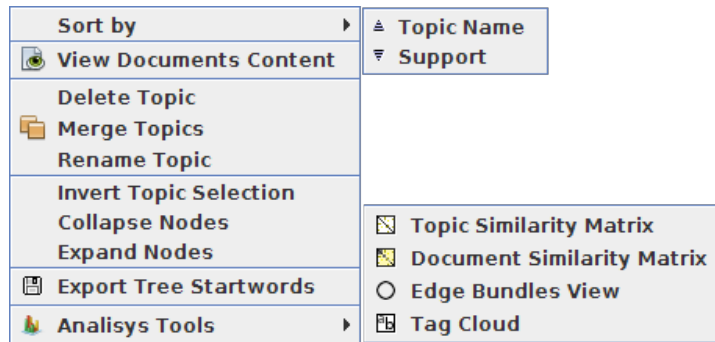 Sort by
Topic Name
Support
View Documents Content
Delete Topic
Merge Topics
Rename Topic
Invert Topic Selection
Collapse Nodes
Expand Nodes
Export Tree Startwords
Analisys Tools
Topic Similarity Matrix
Document Similarity Matrix
Edge Bundles View
Tag Cloud